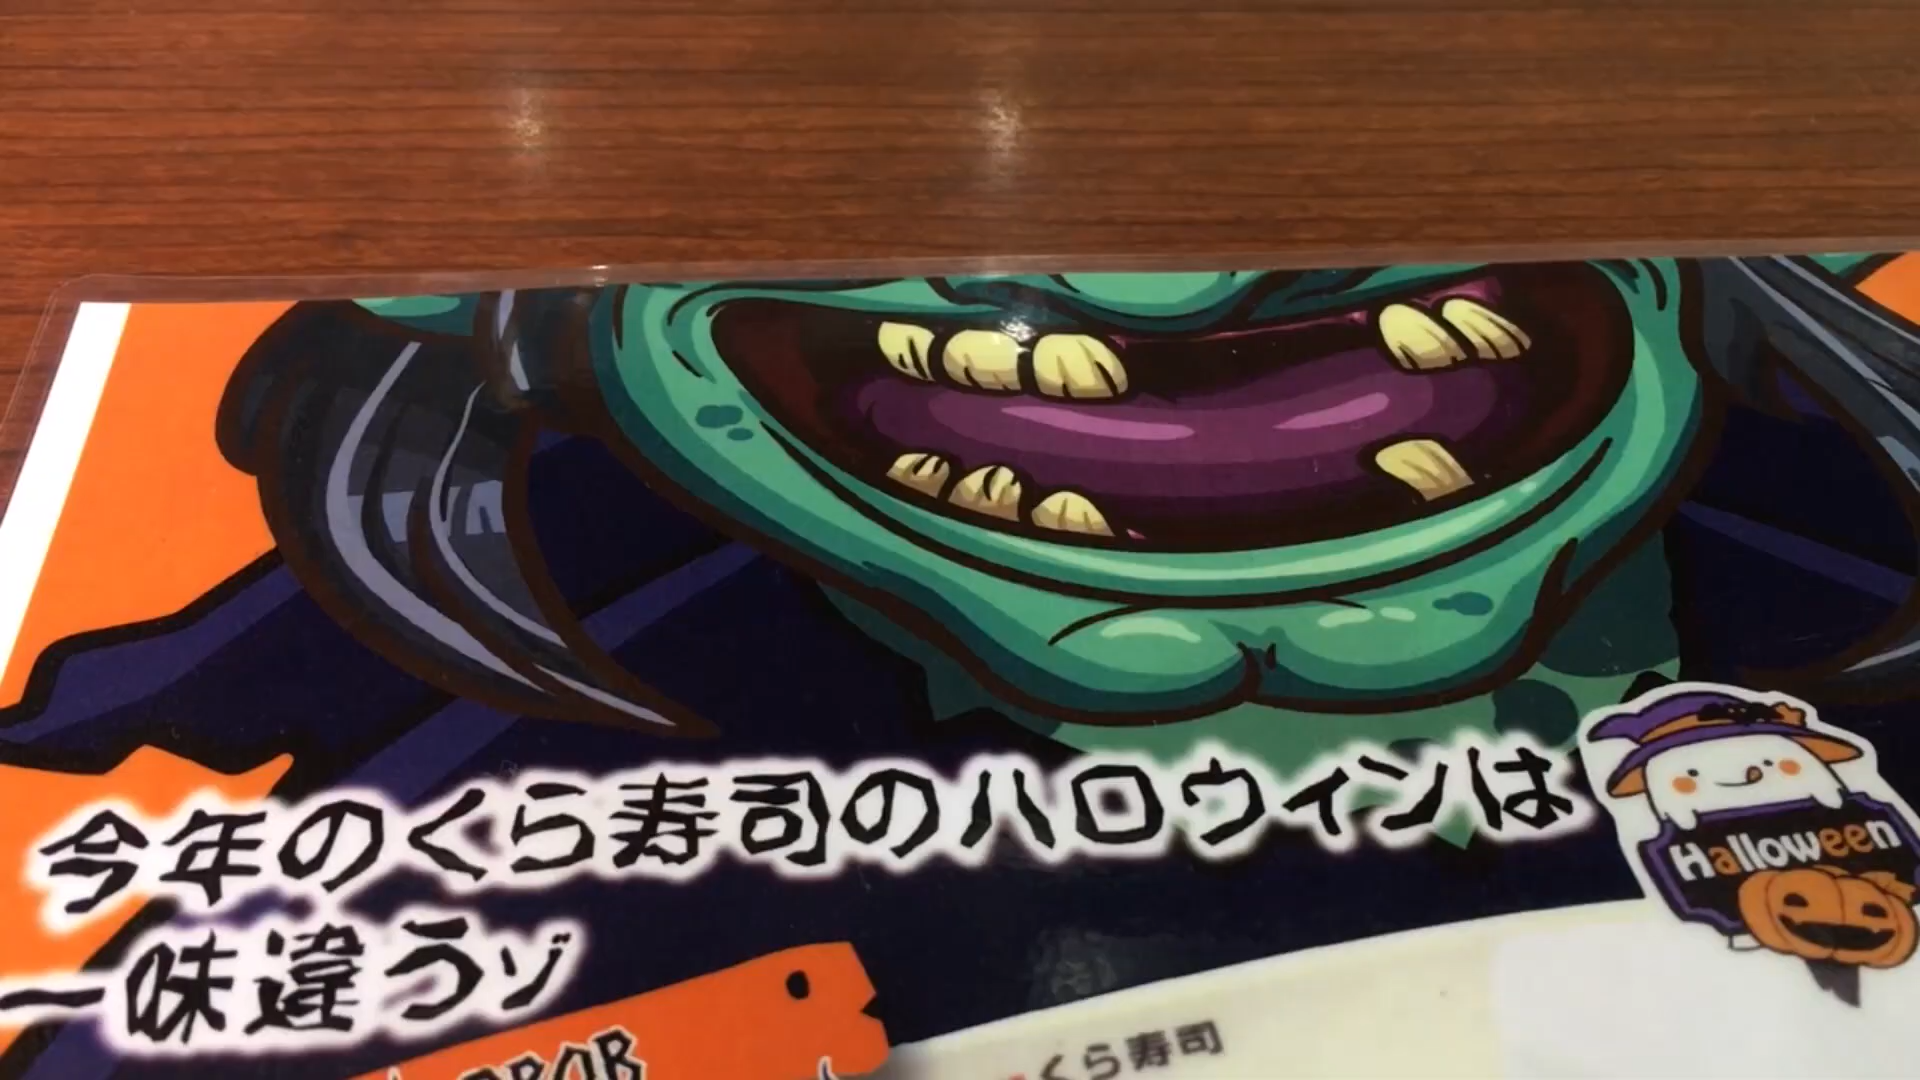 今年のくら寿司のハロウィンは
一味違うゾ
Halloween
くら寿司